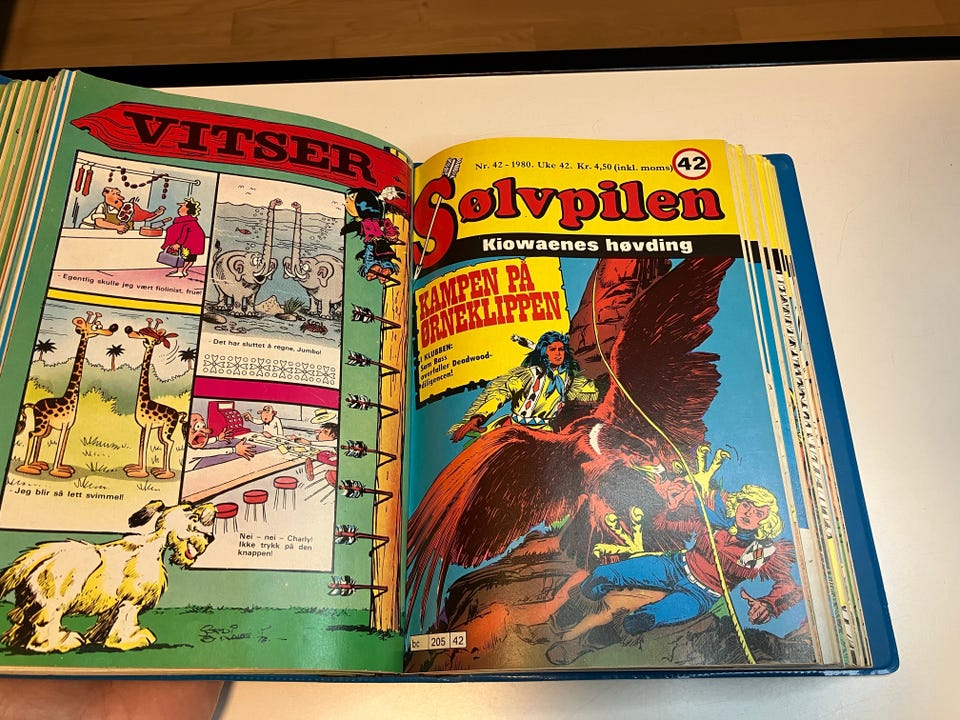 VITSER
- Egentlig skulle jeg vært fiolinist, frue!
- Det har sluttet å regne, Jumbo!
- Jeg blir så lett svimmel!
Nei – nei – Charly!
Ikke trykk på den
knappen!
Nr. 42 - 1980. Uke 42. Kr. 4,50 (inkl. moms)
42
Sølvpilen
Kiowaenes høvding
KAMPEN PÅ
ØRNEKLIPPEN
I KLUBBEN:
Sam Bass
overfaller Deadwood-
diligencen!
bc 205 42